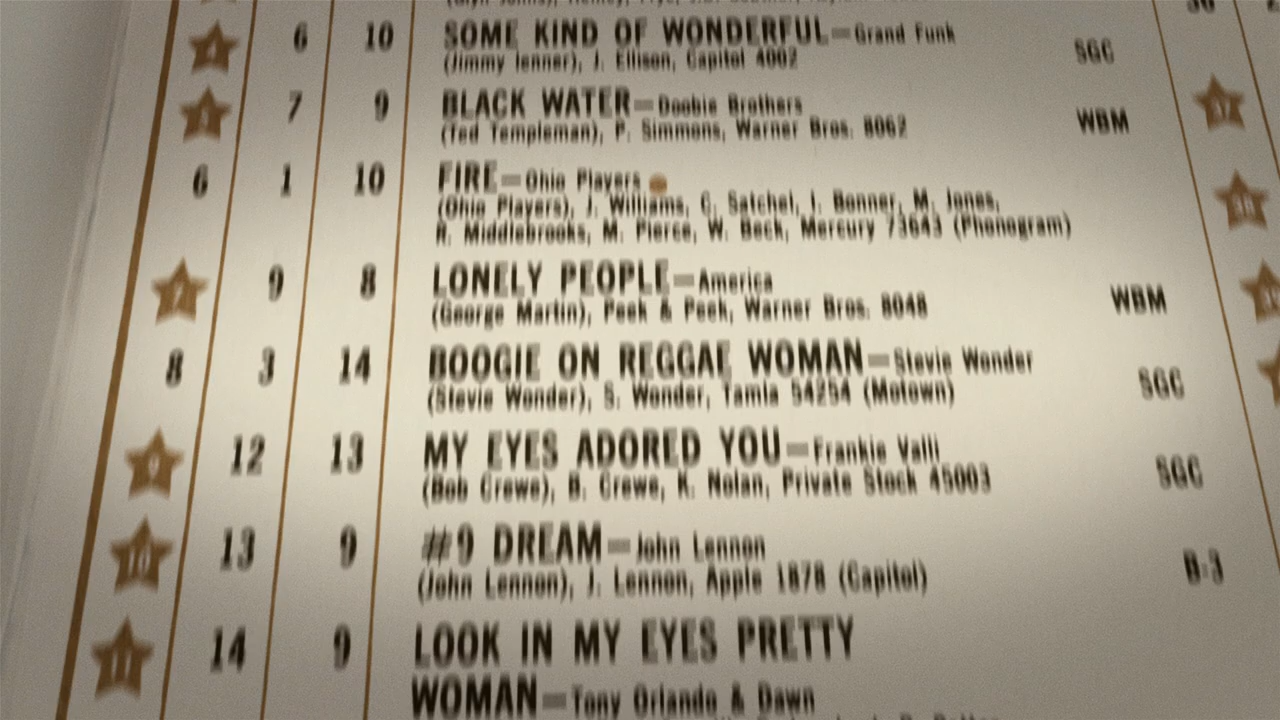 4 6 10 SOME KIND OF WONDERFUL—Grand Funk
(Jimmy Ienner), J. Ellison, Capitol 4002 SGC
5 7 9 BLACK WATER—Doobie Brothers
(Ted Templeman), P. Simmons, Warner Bros. 8062 WBM
6 1 10 FIRE—Ohio Players
(Ohio Players), J. Williams, C. Satchel, J. Bonner, M. Jones,
R. Middlebrooks, M. Pierce, W. Beck, Mercury 73643 (Phonogram)
7 9 8 LONELY PEOPLE—America
(George Martin), Peek & Peek, Warner Bros. 8048 WBM
8 3 14 BOOGIE ON REGGAE WOMAN—Stevie Wonder
(Stevie Wonder), S. Wonder, Tamla 54254 (Motown) SGC
9 12 13 MY EYES ADORED YOU—Frankie Valli
(Bob Crewe), B. Crewe, K. Nolan, Private Stock 45003 SGC
10 13 9 #9 DREAM—John Lennon
(John Lennon), J. Lennon, Apple 1878 (Capitol) B-3
11 14 9 LOOK IN MY EYES PRETTY
WOMAN—Tony Orlando & Dawn